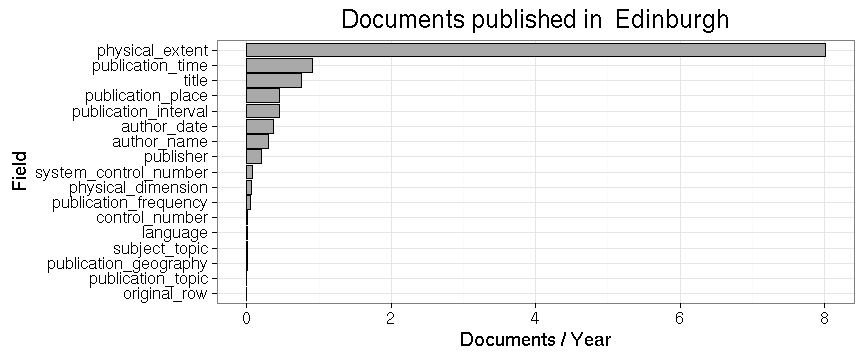 Documents published in  Edinburgh
Field
physical_extent
publication_time
title
publication_place
publication_interval
author_date
author_name
publisher
system_control_number
physical_dimension
publication_frequency
control_number
language
subject_topic
publication_geography
publication_topic
original_row
0 2 4 6 8
Documents / Year